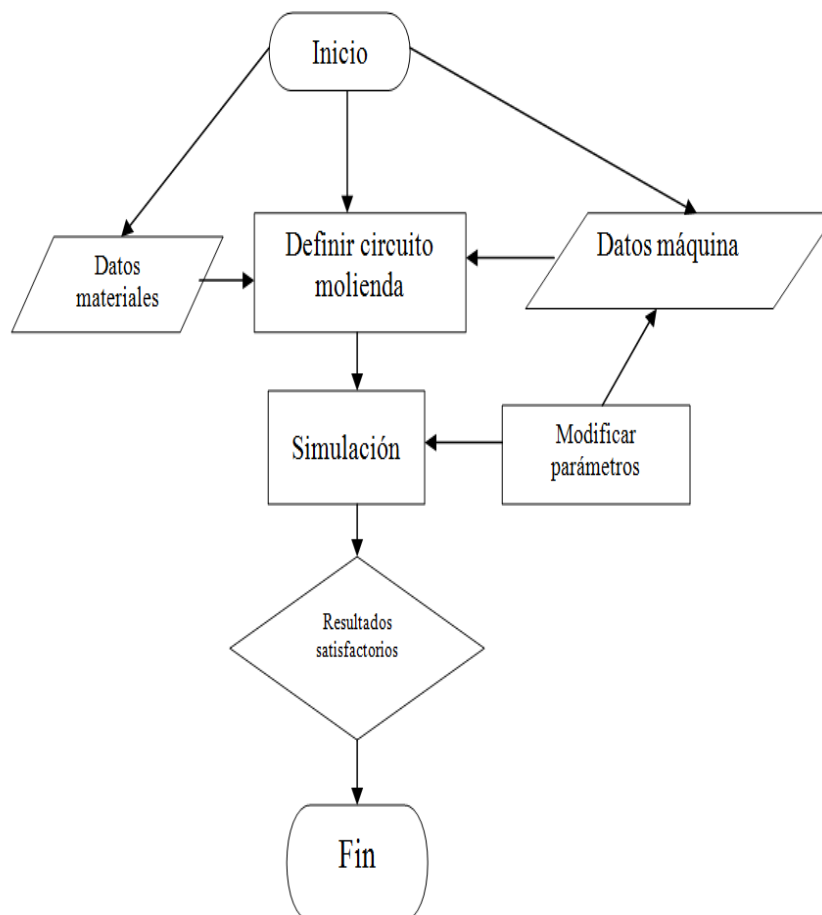 Inicio
Datos
materiales
Definir circuito
molienda
Datos máquina
Simulación
Modificar
parámetros
Resultados
satisfactorios
Fin